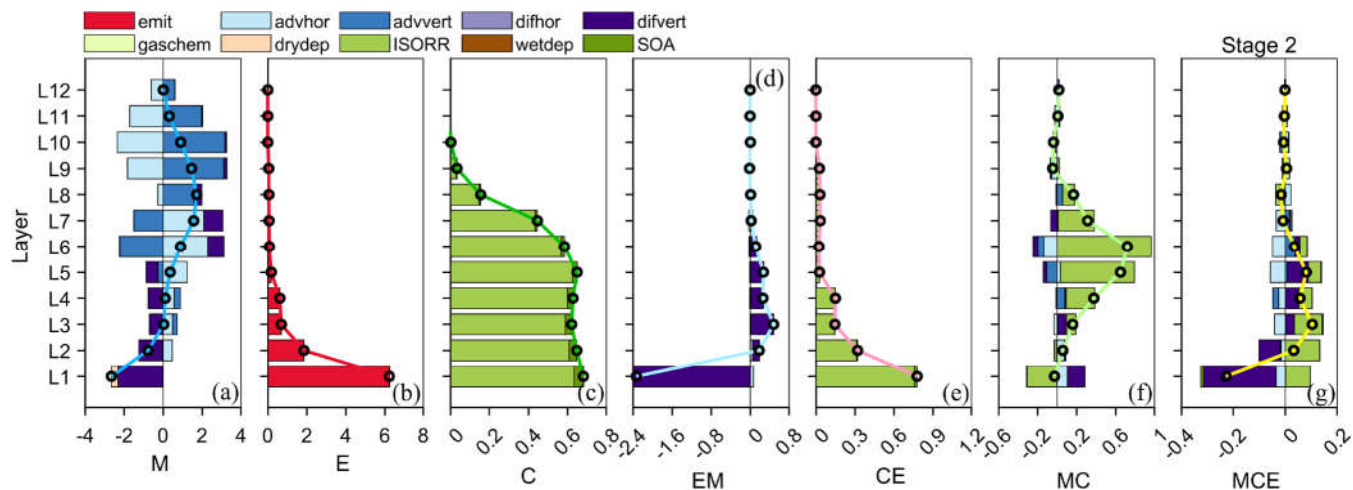 emit advhor advvert difhor difvert
gaschem drydep ISORR wetdep SOA
Stage 2
Layer
L12
L11
L10
L9
L8
L7
L6
L5
L4
L3
L2
L1
(a) (b) (c) (d) (e) (f) (g)
-4 -2 0 2 4
M
0 2 4 6 8
E
0 0.2 0.4 0.6 0.8
C
-2.4 -1.6 -0.8 0 0.8
EM
0 0.3 0.6 0.9 1.2
CE
-0.6 -0.2 0.2 0.6 1
MC
-0.4 -0.2 0 0.2
MCE